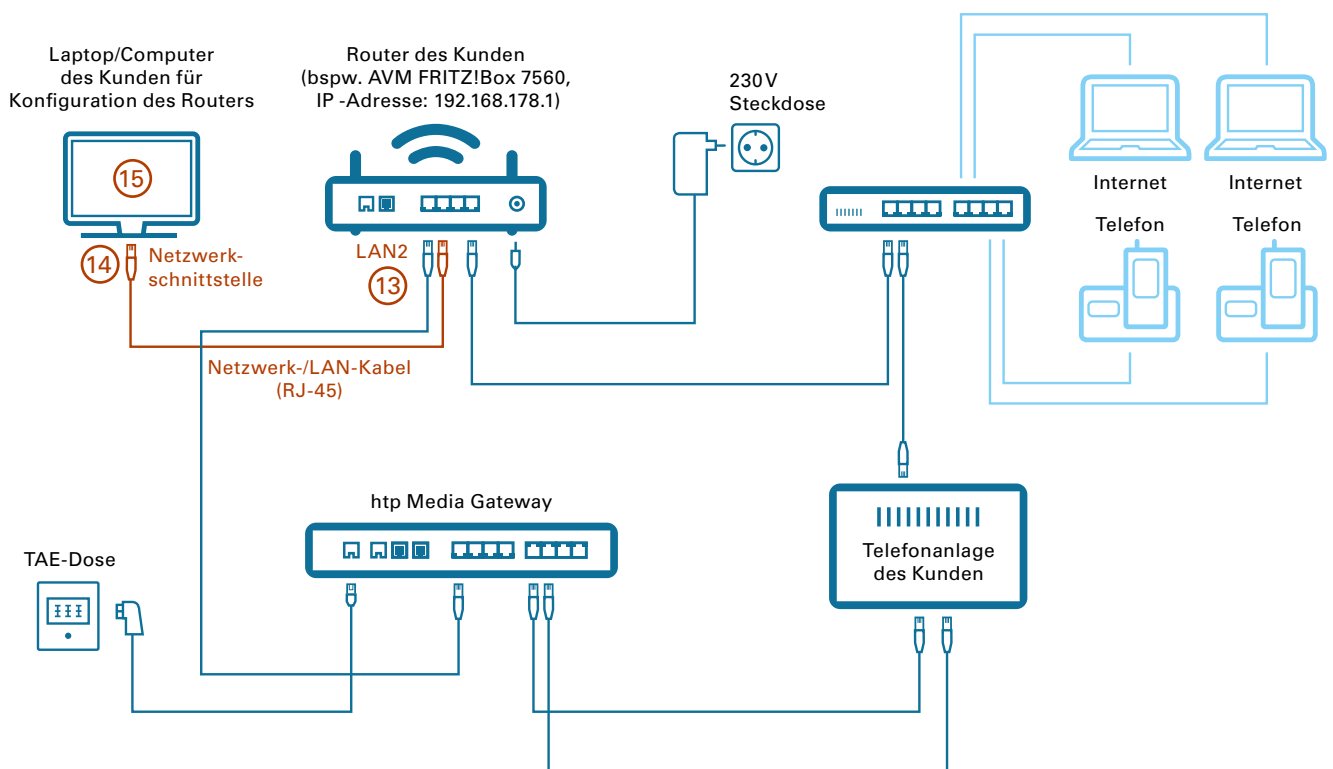 Laptop/Computer
des Kunden für
Konfiguration des Routers
15
14
Netzwerk-
schnittstelle
Router des Kunden
(bspw. AVM FRITZ!Box 7560,
IP -Adresse: 192.168.178.1)
LAN2
13
Netzwerk-/LAN-Kabel
(RJ-45)
230 V
Steckdose
Internet
Internet
Telefon
Telefon
htp Media Gateway
TAE-Dose
Telefonanlage
des Kunden